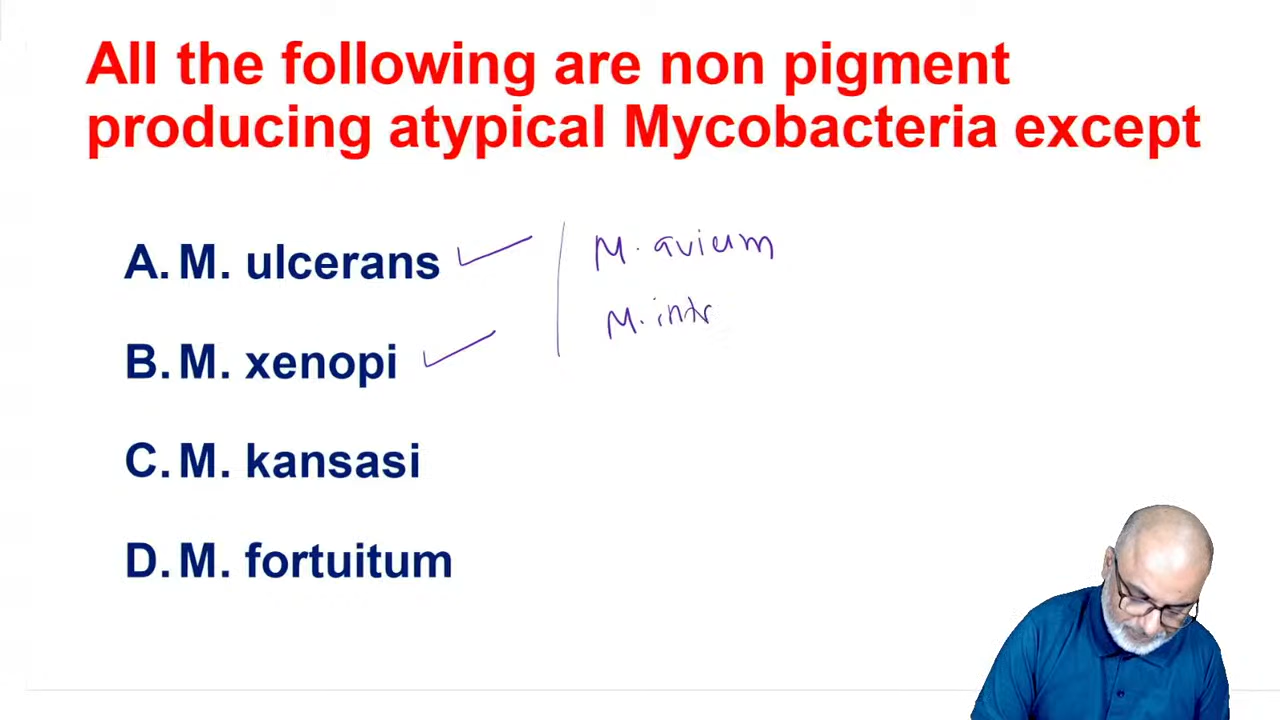 All the following are non pigment
producing atypical Mycobacteria except
A. M. ulcerans
M. avium
B. M. xenopi
M. intr
C. M. kansasi
D. M. fortuitum